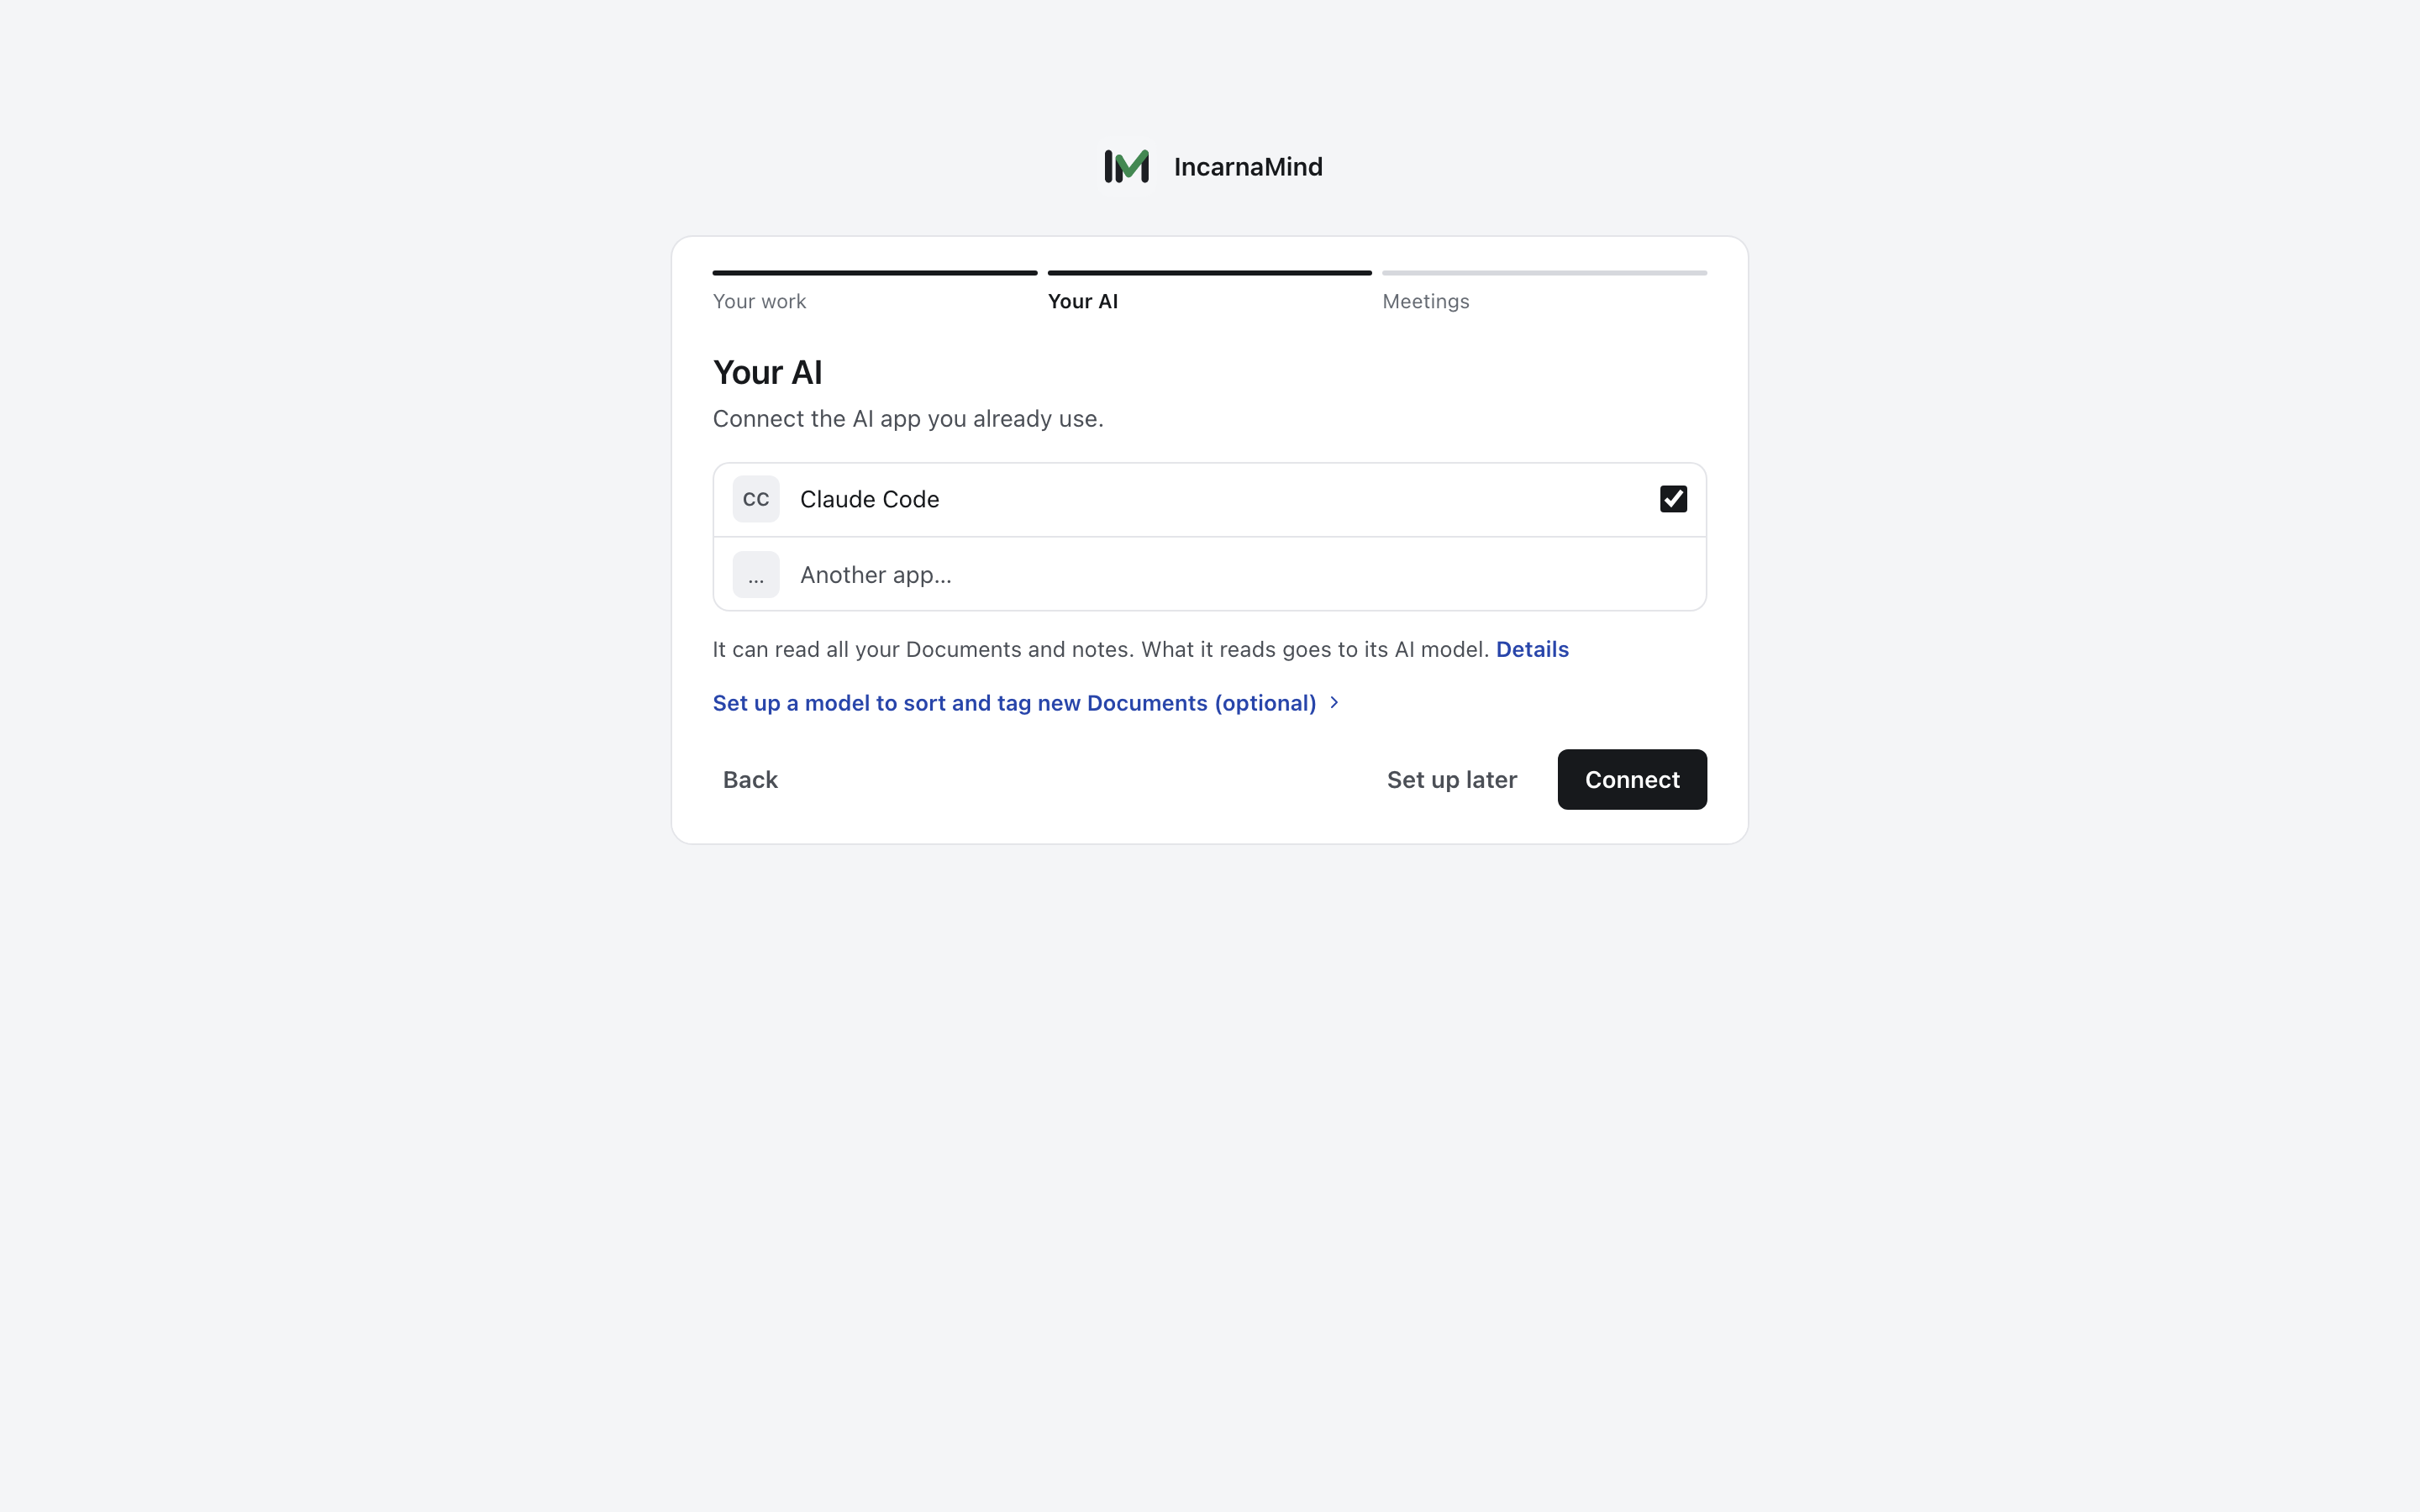 IncarnaMind
Your work
Your AI
Meetings
Your AI
Connect the AI app you already use.
CC Claude Code
... Another app...
It can read all your Documents and notes. What it reads goes to its AI model. Details
Set up a model to sort and tag new Documents (optional)
Back
Set up later
Connect